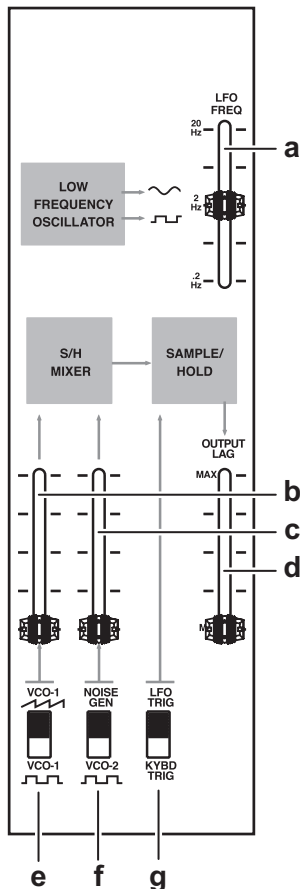 LFO
FREQ
20
Hz
a
LOW
FREQUENCY
OSCILLATOR
2
Hz
.2
Hz
S/H
MIXER
SAMPLE/
HOLD
OUTPUT
LAG
MAX
b
c
d
M
VCO-1
NOISE
GEN
LFO
TRIG
VCO-1
VCO-2
KYBD
TRIG
e
f
g